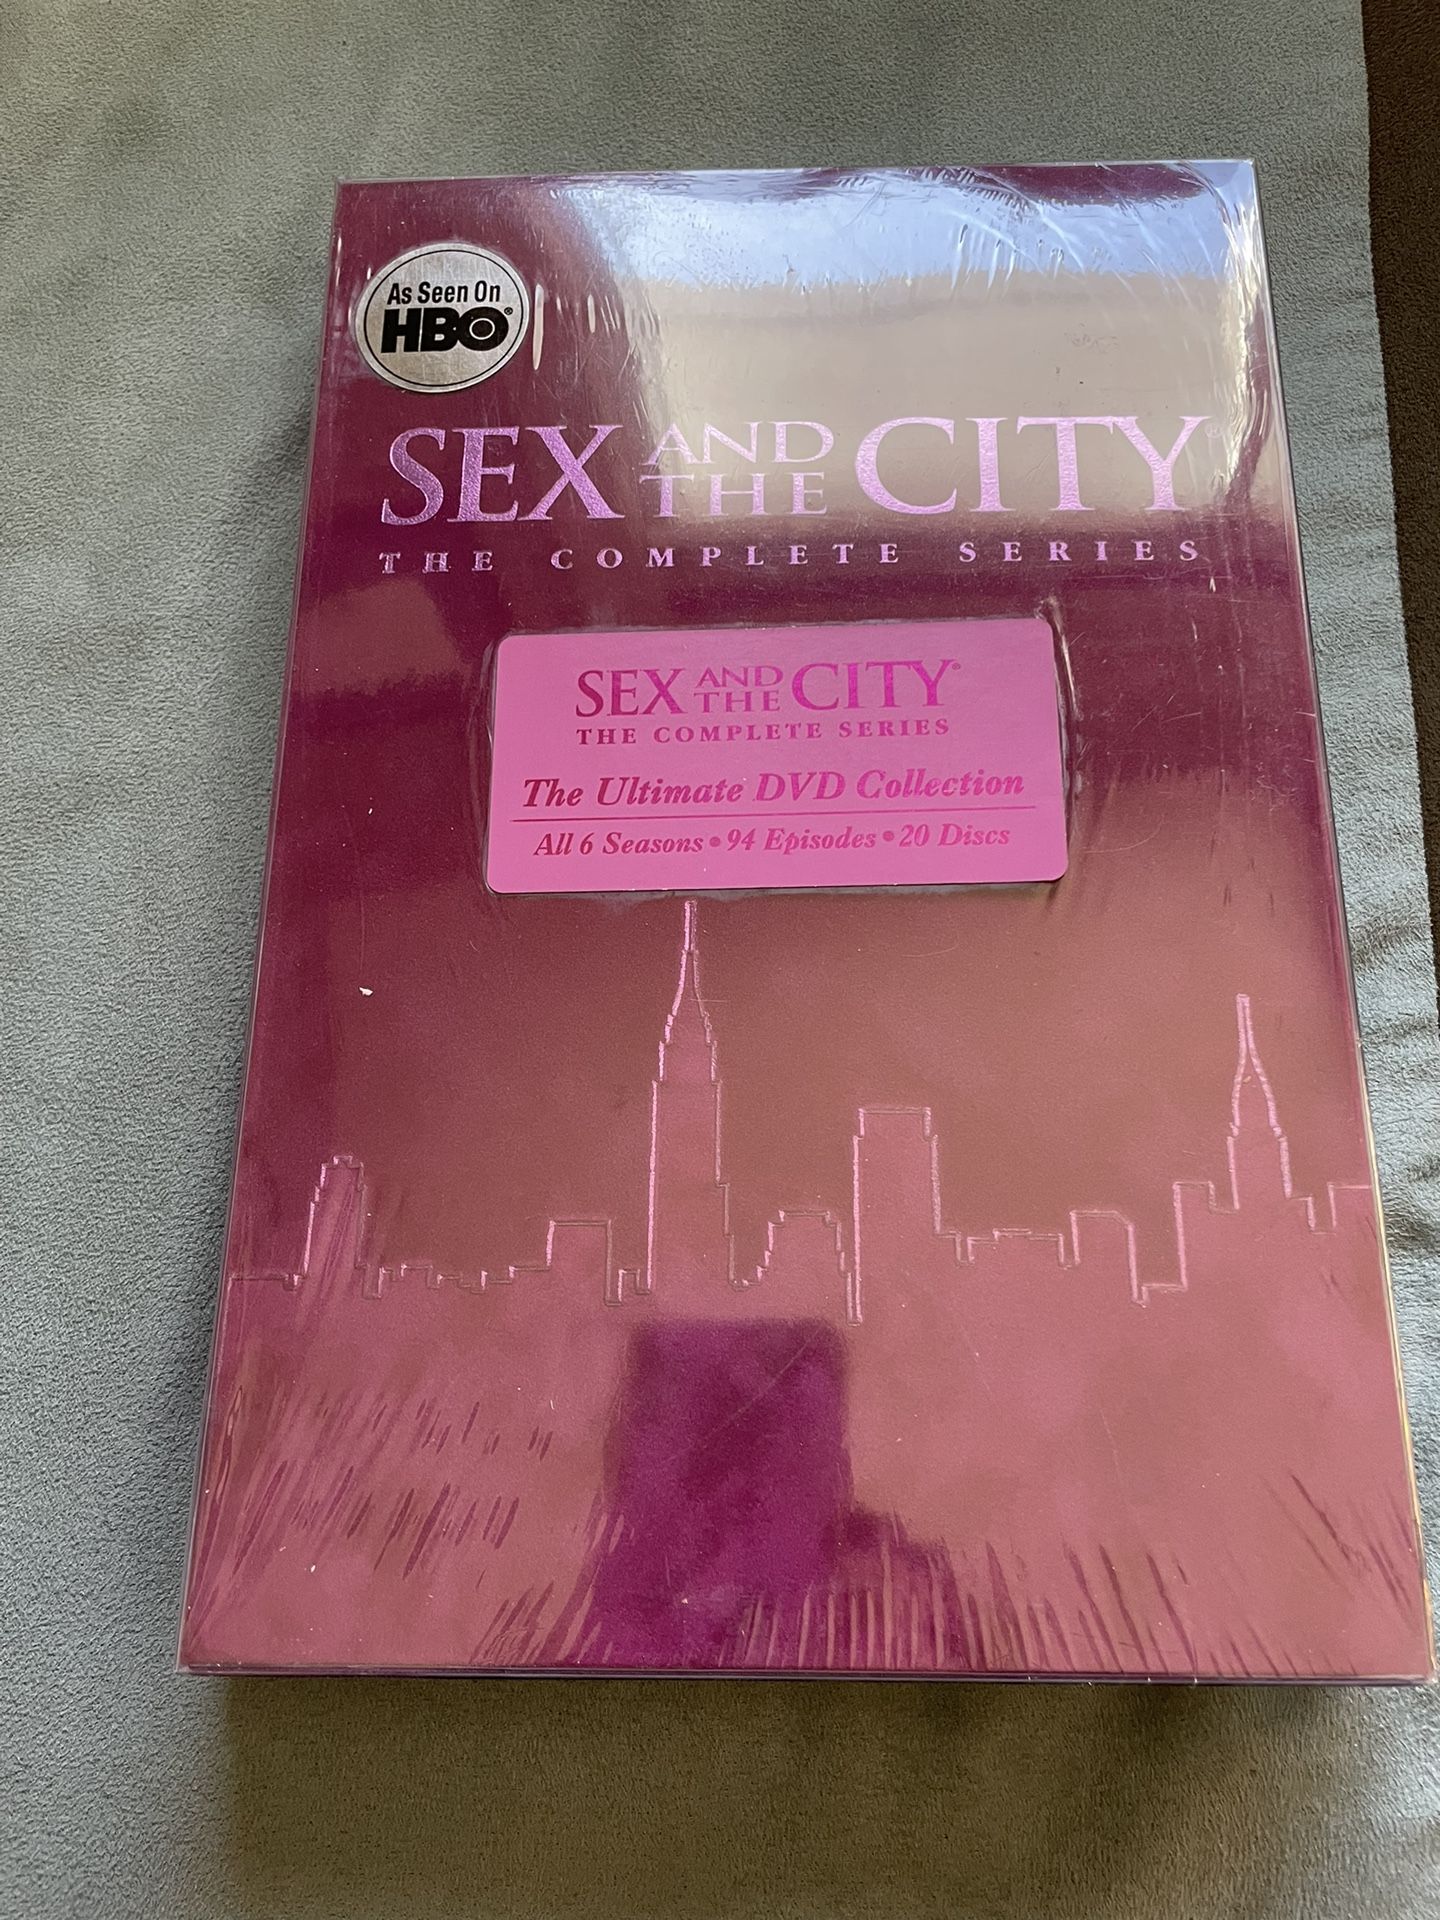 As Seen On
HBO®
SEX AND THE CITY®
THE COMPLETE SERIES
SEX AND THE CITY®
THE COMPLETE SERIES
The Ultimate DVD Collection
All 6 Seasons • 94 Episodes • 20 Discs